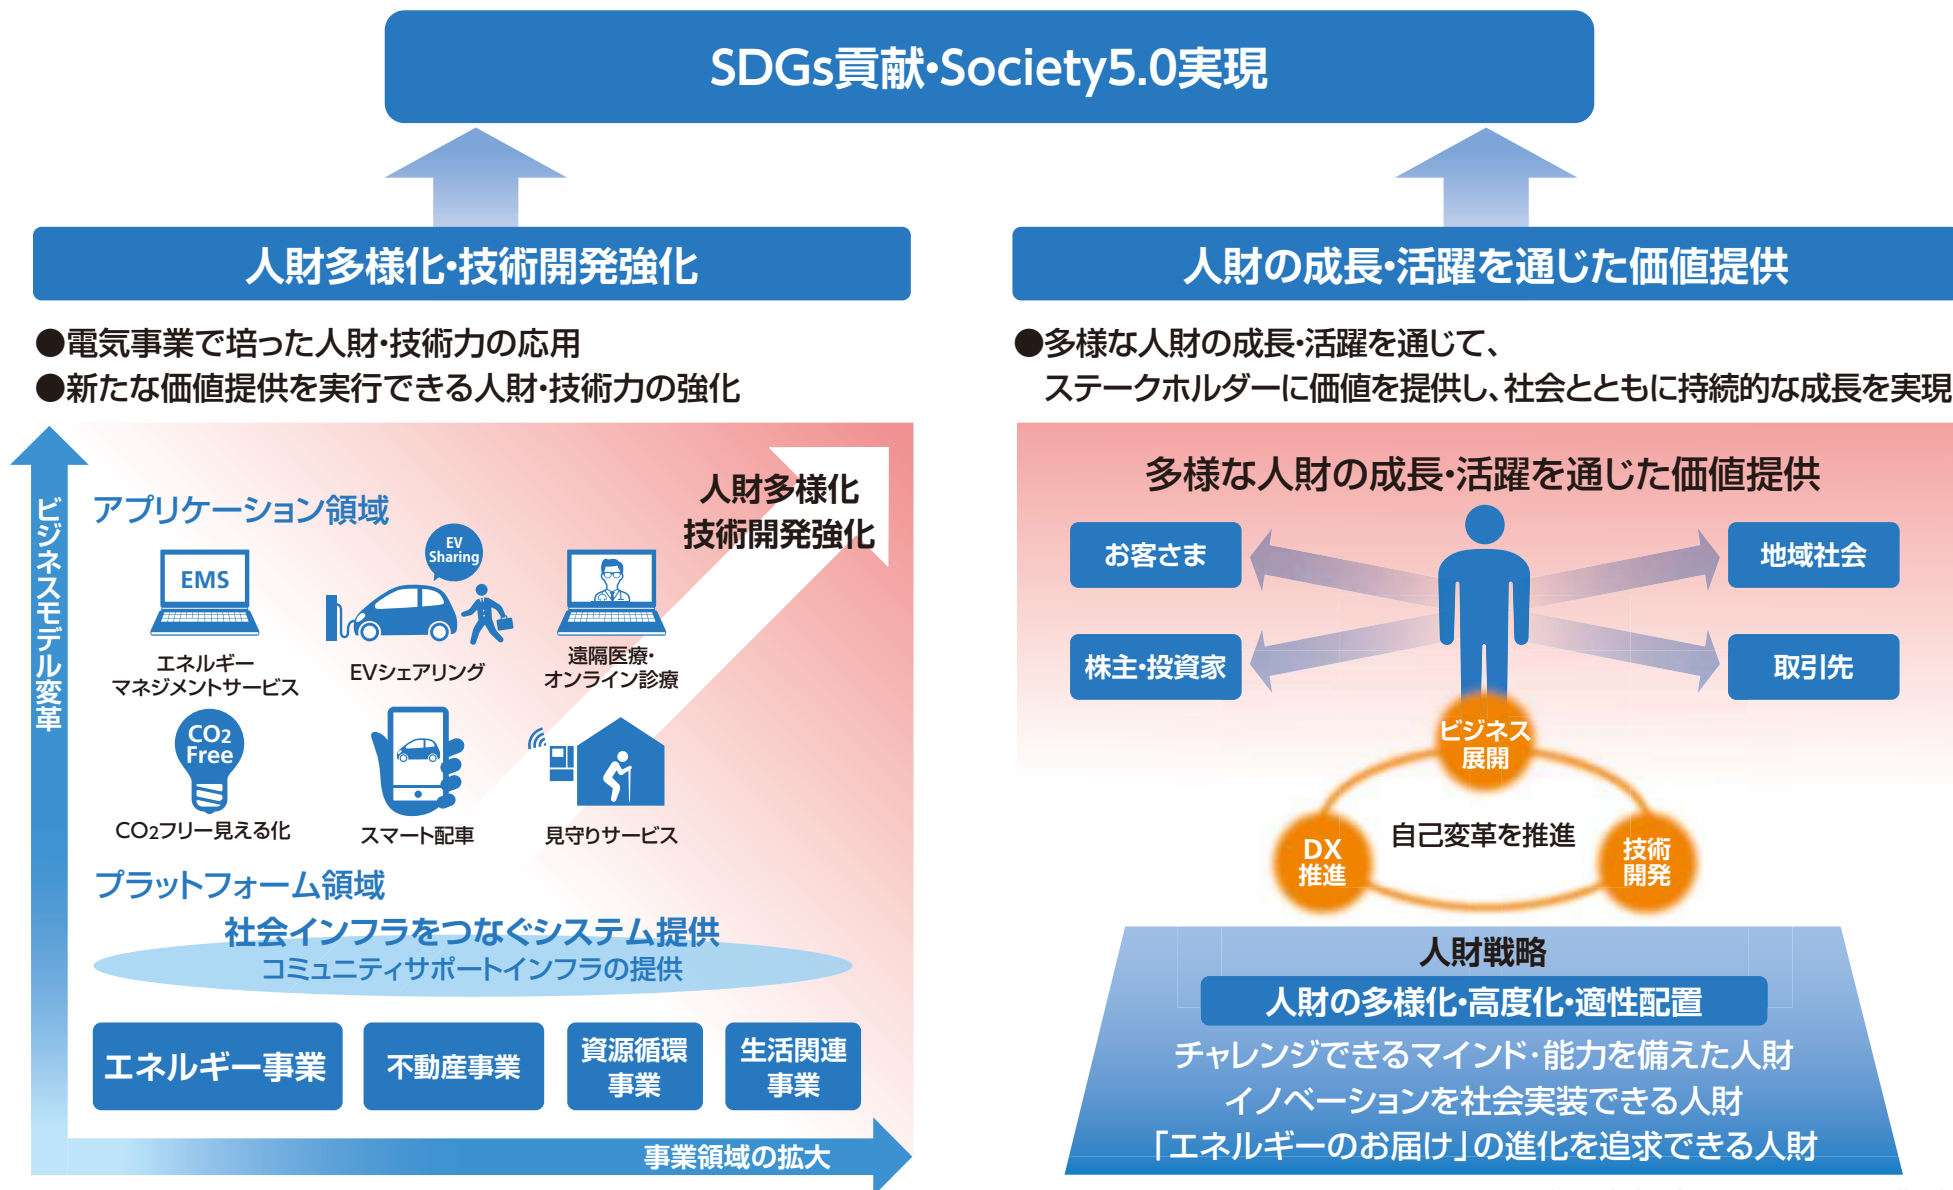 SDGs貢献・Society5.0実現
人財多様化・技術開発強化
●電気事業で培った人財・技術力の応用
●新たな価値提供を実行できる人財・技術力の強化
ビジネスモデル変革
人財多様化
技術開発強化
アプリケーション領域
EMS
エネルギー
マネジメントサービス
EV
Sharing
EVシェアリング
遠隔医療・
オンライン診療
CO2
Free
CO2フリー見える化
スマート配車
見守りサービス
プラットフォーム領域
社会インフラをつなぐシステム提供
コミュニティサポートインフラの提供
エネルギー事業
不動産事業
資源循環
事業
生活関連
事業
事業領域の拡大
人財の成長・活躍を通じた価値提供
●多様な人財の成長・活躍を通じて、
ステークホルダーに価値を提供し、社会とともに持続的な成長を実現
多様な人財の成長・活躍を通じた価値提供
お客さま
地域社会
株主・投資家
取引先
ビジネス
展開
自己変革を推進
DX
推進
技術
開発
人財戦略
人財の多様化・高度化・適性配置
チャレンジできるマインド・能力を備えた人財
イノベーションを社会実装できる人財
「エネルギーのお届け」の進化を追求できる人財